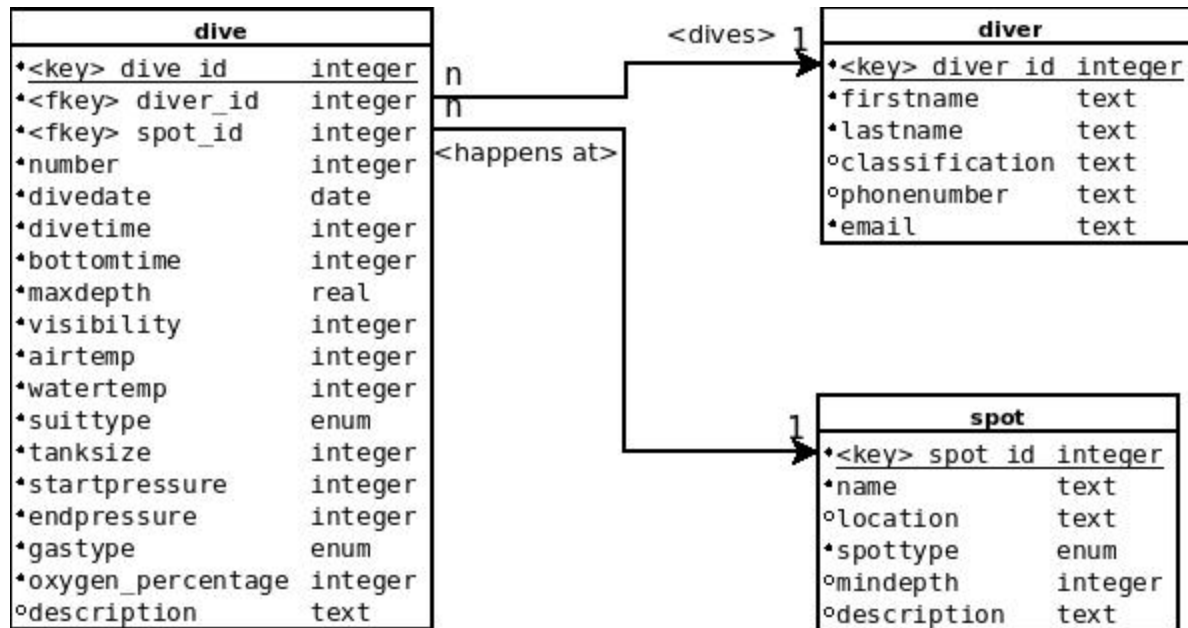 dive
<key> dive_id integer
<fkey> diver_id integer
<fkey> spot_id integer
number integer
divedate date
divetime integer
bottomtime integer
maxdepth real
visibility integer
airtemp integer
watertemp integer
suittype enum
tanksize integer
startpressure integer
endpressure integer
gastype enum
oxygen_percentage integer
description text
n
n
<happens at>
<dives> 1
diver
<key> diver_id integer
firstname text
lastname text
classification text
phonenumber text
email text
1
spot
<key> spot_id integer
name text
location text
spottype enum
mindepth integer
description text